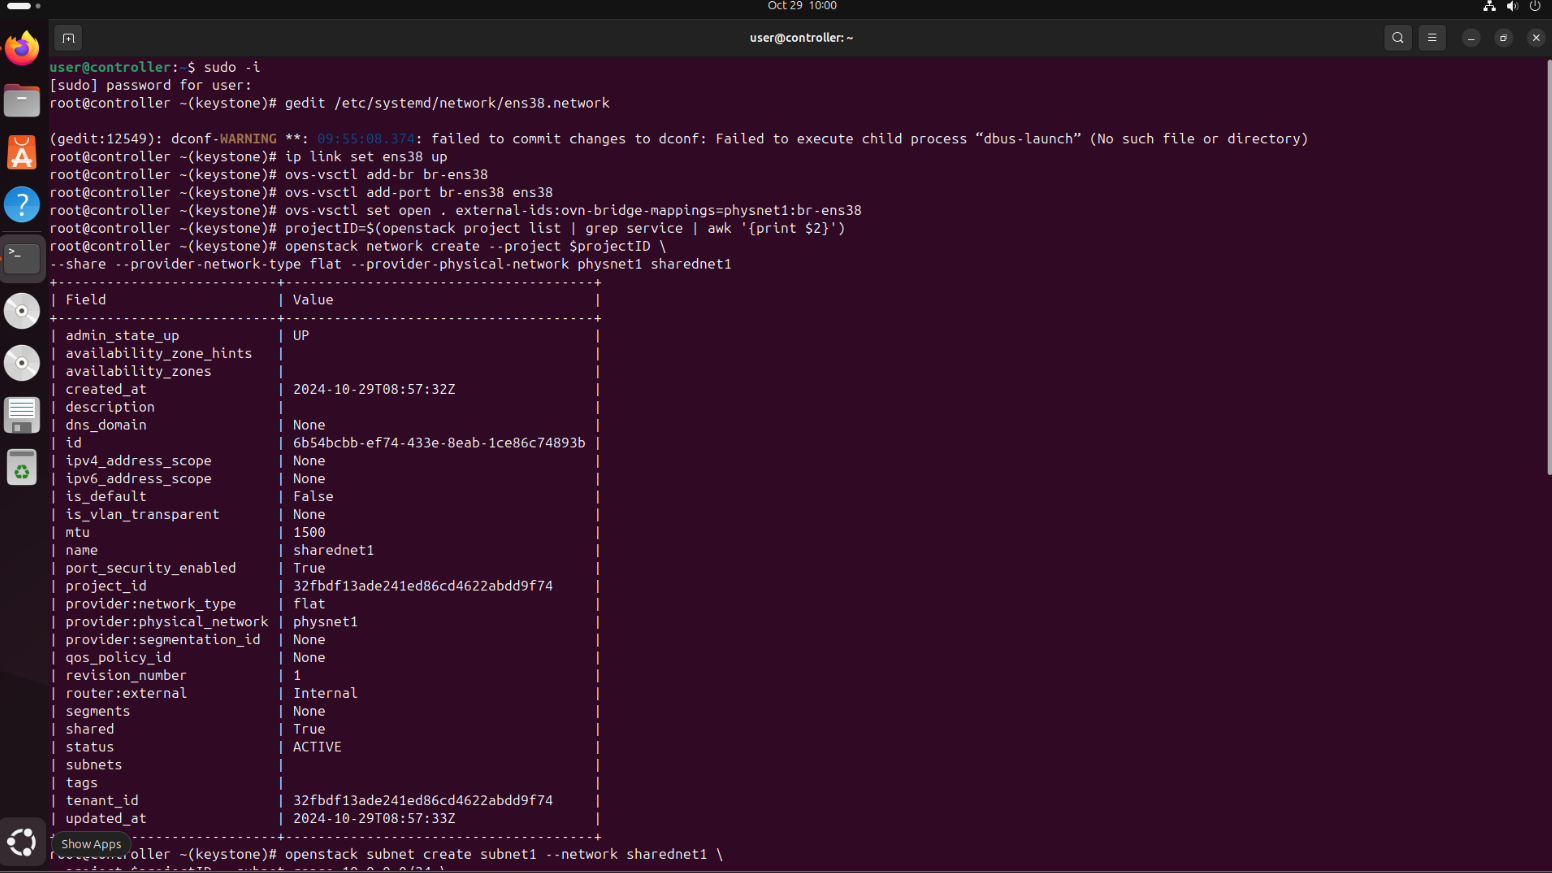 Oct 29 10:00
user@controller: ~
user@controller:~$ sudo -i
[sudo] password for user:
root@controller ~(keystone)# gedit /etc/systemd/network/ens38.network
(gedit:12549): dconf-WARNING **: 09:55:08.374: failed to commit changes to dconf: Failed to execute child process “dbus-launch” (No such file or directory)
root@controller ~(keystone)# ip link set ens38 up
root@controller ~(keystone)# ovs-vsctl add-br br-ens38
root@controller ~(keystone)# ovs-vsctl add-port br-ens38 ens38
root@controller ~(keystone)# ovs-vsctl set open . external-ids:ovn-bridge-mappings=physnet1:br-ens38
root@controller ~(keystone)# projectID=$(openstack project list | grep service | awk '{print $2}')
root@controller ~(keystone)# openstack network create --project $projectID \
--share --provider-network-type flat --provider-physical-network physnet1 sharednet1
+---------------------------+--------------------------------------+
| Field                     | Value                                |
+---------------------------+--------------------------------------+
| admin_state_up            | UP                                   |
| availability_zone_hints   |                                      |
| availability_zones        |                                      |
| created_at                | 2024-10-29T08:57:32Z                 |
| description               |                                      |
| dns_domain                | None                                 |
| id                        | 6b54bcbb-ef74-433e-8eab-1ce86c74893b |
| ipv4_address_scope        | None                                 |
| ipv6_address_scope        | None                                 |
| is_default                | False                                |
| is_vlan_transparent       | None                                 |
| mtu                       | 1500                                 |
| name                      | sharednet1                           |
| port_security_enabled     | True                                 |
| project_id                | 32fbdf13ade241ed86cd4622abdd9f74     |
| provider:network_type     | flat                                 |
| provider:physical_network | physnet1                             |
| provider:segmentation_id  | None                                 |
| qos_policy_id             | None                                 |
| revision_number           | 1                                    |
| router:external           | Internal                             |
| segments                  | None                                 |
| shared                    | True                                 |
| status                    | ACTIVE                               |
| subnets                   |                                      |
| tags                      |                                      |
| tenant_id                 | 32fbdf13ade241ed86cd4622abdd9f74     |
| updated_at                | 2024-10-29T08:57:33Z                 |
+---------------------------+--------------------------------------+
Show Apps
root@controller ~(keystone)# openstack subnet create subnet1 --network sharednet1 \